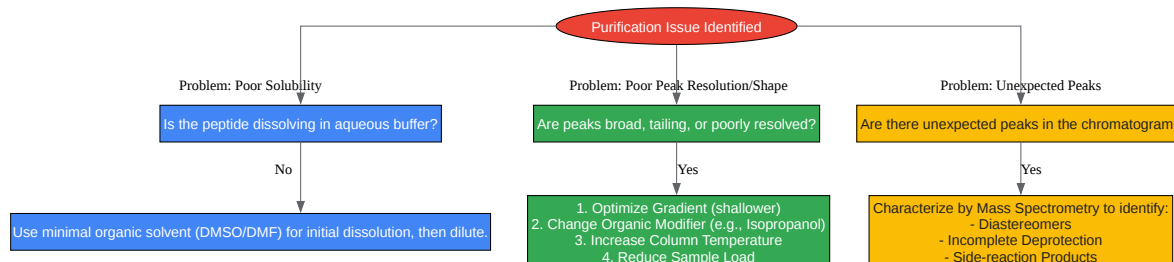 Purification Issue Identified
Problem: Poor Solubility
Problem: Poor Peak Resolution/Shape
Problem: Unexpected Peaks
Is the peptide dissolving in aqueous buffer?
Are peaks broad, tailing, or poorly resolved?
Are there unexpected peaks in the chromatogram
No
Yes
Yes
Use minimal organic solvent (DMSO/DMF) for initial dissolution, then dilute.
1. Optimize Gradient (shallower)
2. Change Organic Modifier (e.g., Isopropanol)
3. Increase Column Temperature
4. Reduce Sample Load
Characterize by Mass Spectrometry to identify:
- Diastereomers
- Incomplete Deprotection
- Side-reaction Products